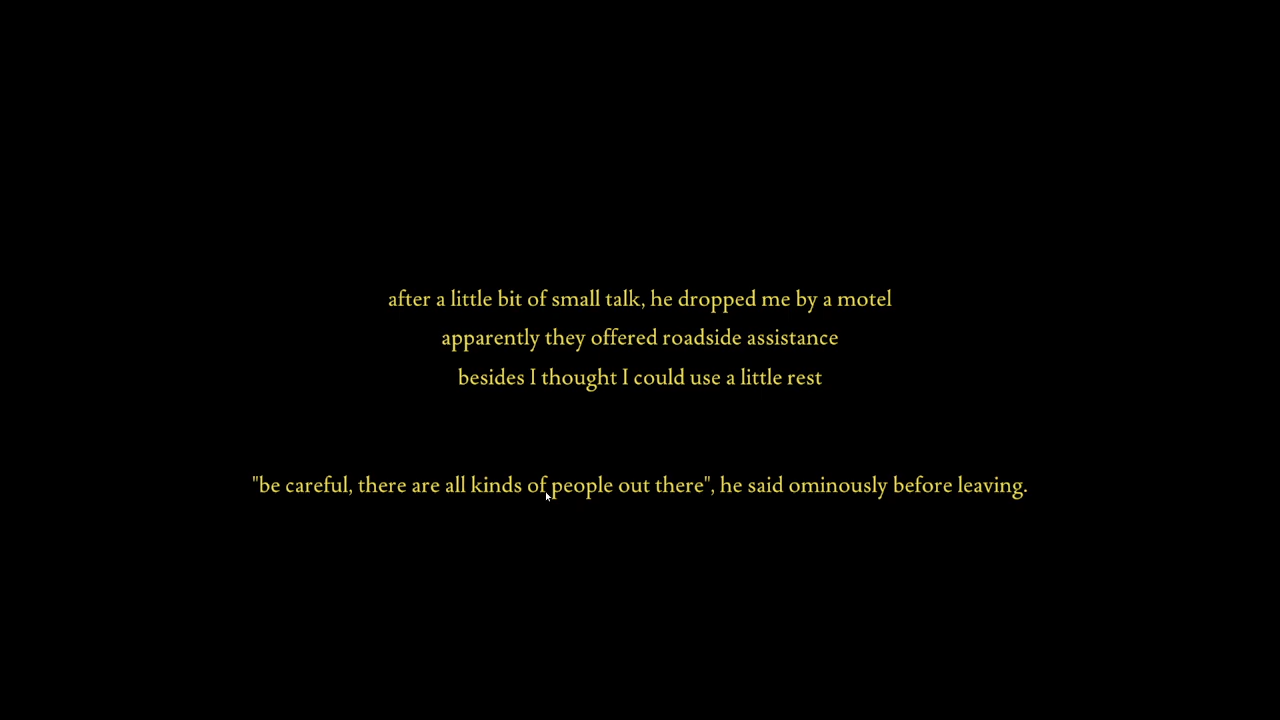 after a little bit of small talk, he dropped me by a motel
apparently they offered roadside assistance
besides I thought I could use a little rest
"be careful, there are all kinds of people out there", he said ominously before leaving.